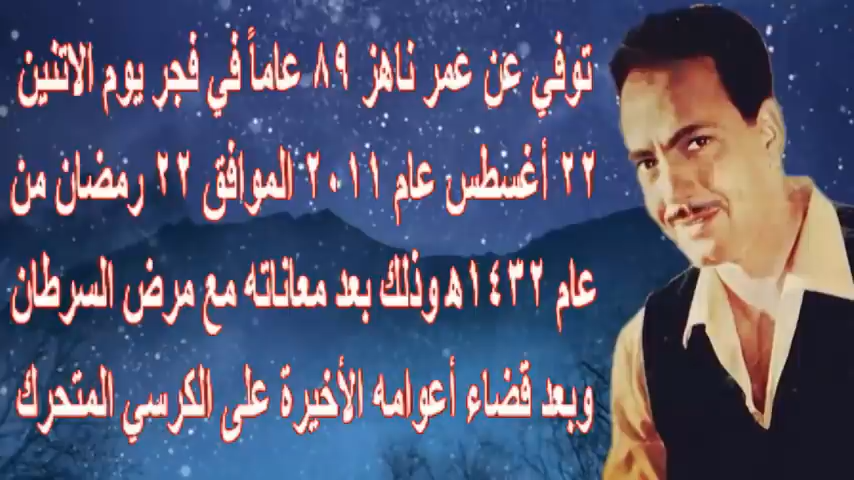 توفي عن عمر ناهز ٨٩ عاماً في فجر يوم الاثنين
٢٢ أغسطس عام ٢٠١١ الموافق ٢٢ رمضان من
عام ١٤٣٢ه وذلك بعد معاناته مع مرض السرطان
وبعد قضاء أعوامه الأخيرة على الكرسي المتحرك